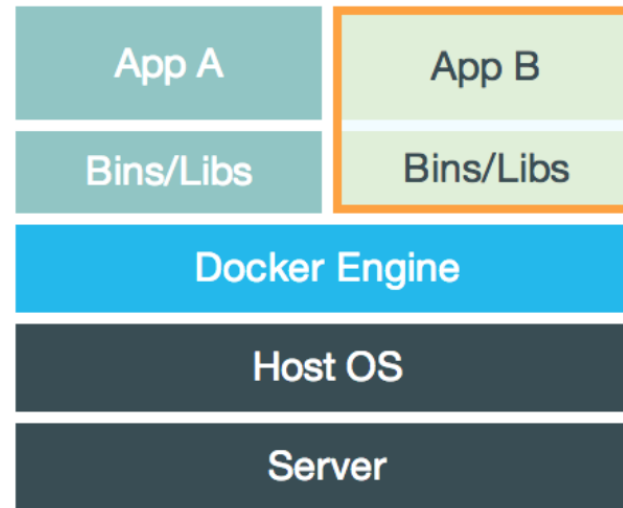 App A
App B
Bins/Libs
Bins/Libs
Docker Engine
Host OS
Server